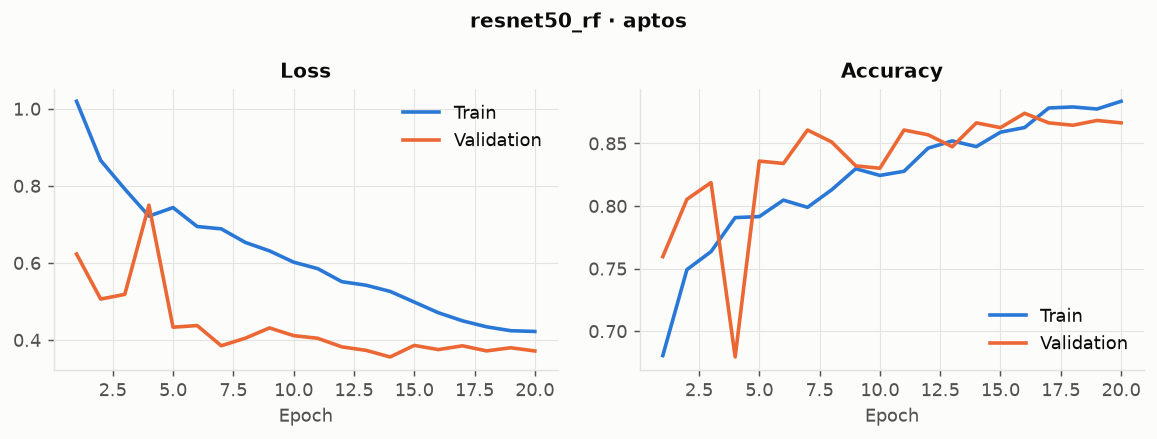 resnet50_rf · aptos
Loss
Train
Validation
1.0
0.8
0.6
0.4
2.5 5.0 7.5 10.0 12.5 15.0 17.5 20.0
Epoch
Accuracy
0.85
0.80
0.75
0.70
Train
Validation
2.5 5.0 7.5 10.0 12.5 15.0 17.5 20.0
Epoch